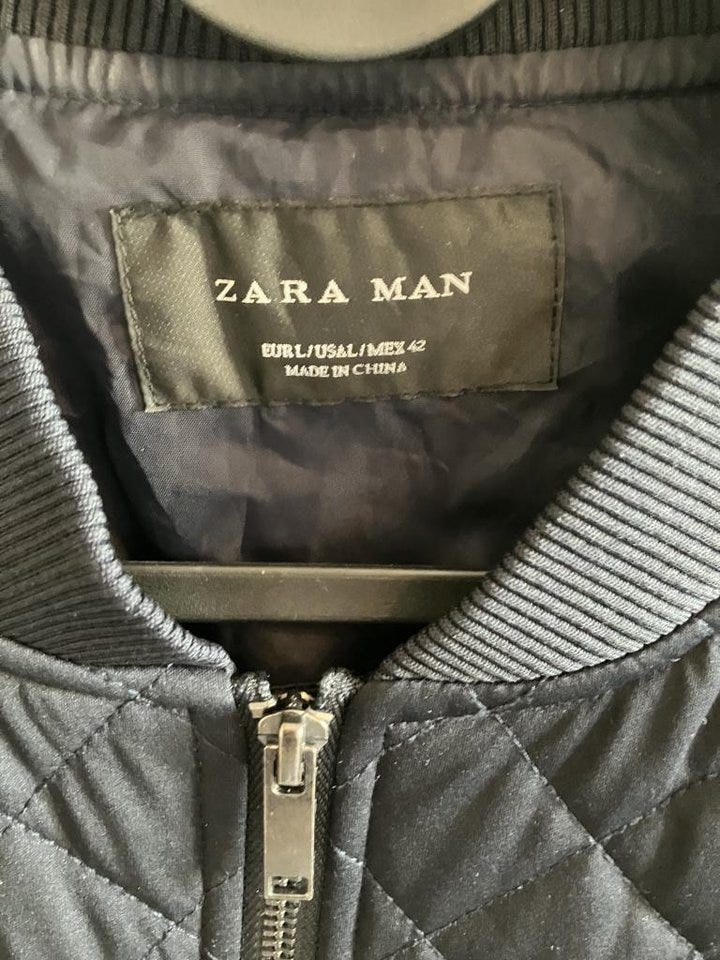 ZARA MAN
EUR L/USA L/MEX 42
MADE IN CHINA